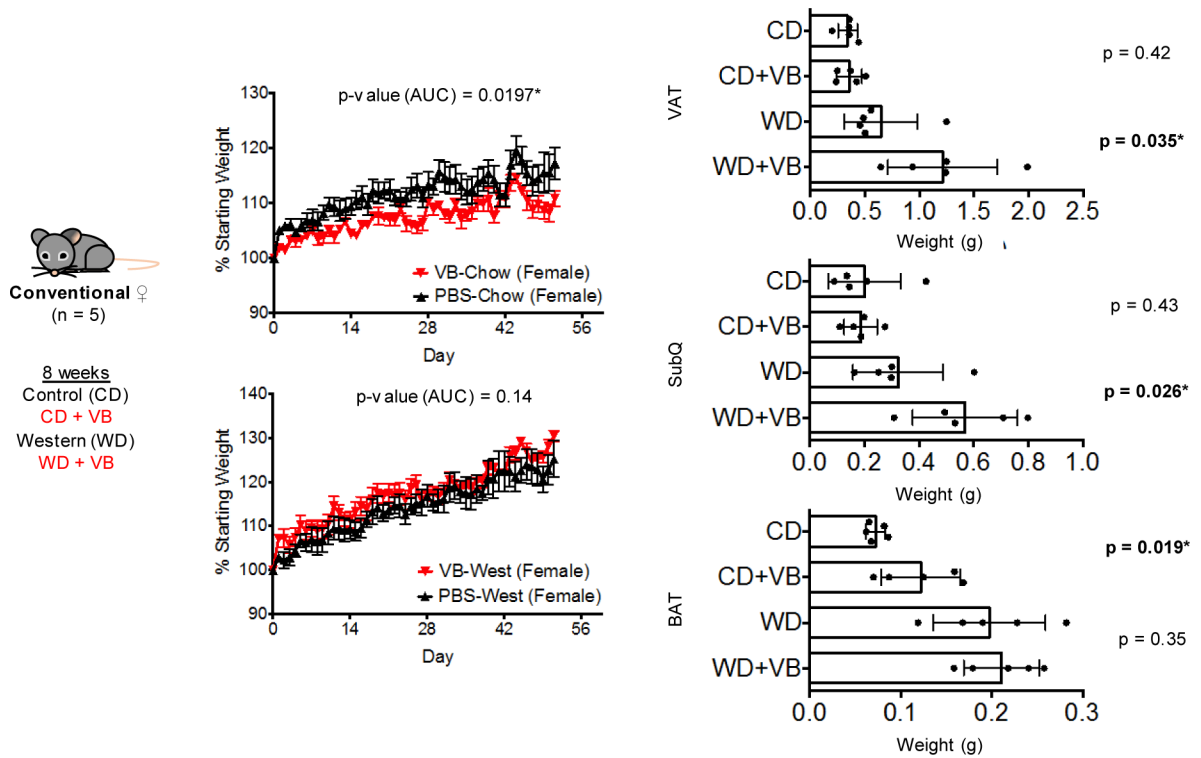 Conventional ♀
(n = 5)
8 weeks
Control (CD)
CD + VB
Western (WD)
WD + VB
p-value (AUC) = 0.0197*
% Starting Weight
130
120
110
100
90
VB-Chow (Female)
PBS-Chow (Female)
0 14 28 42 56
Day
p-value (AUC) = 0.14
% Starting Weight
140
130
120
110
100
90
VB-West (Female)
PBS-West (Female)
0 14 28 42 56
Day
VAT
CD
CD+VB
WD
WD+VB
p = 0.42
p = 0.035*
0.0 0.5 1.0 1.5 2.0 2.5
Weight (g)
SubQ
CD
CD+VB
WD
WD+VB
p = 0.43
p = 0.026*
0.0 0.2 0.4 0.6 0.8 1.0
Weight (g)
BAT
CD
CD+VB
WD
WD+VB
p = 0.019*
p = 0.35
0.0 0.1 0.2 0.3
Weight (g)